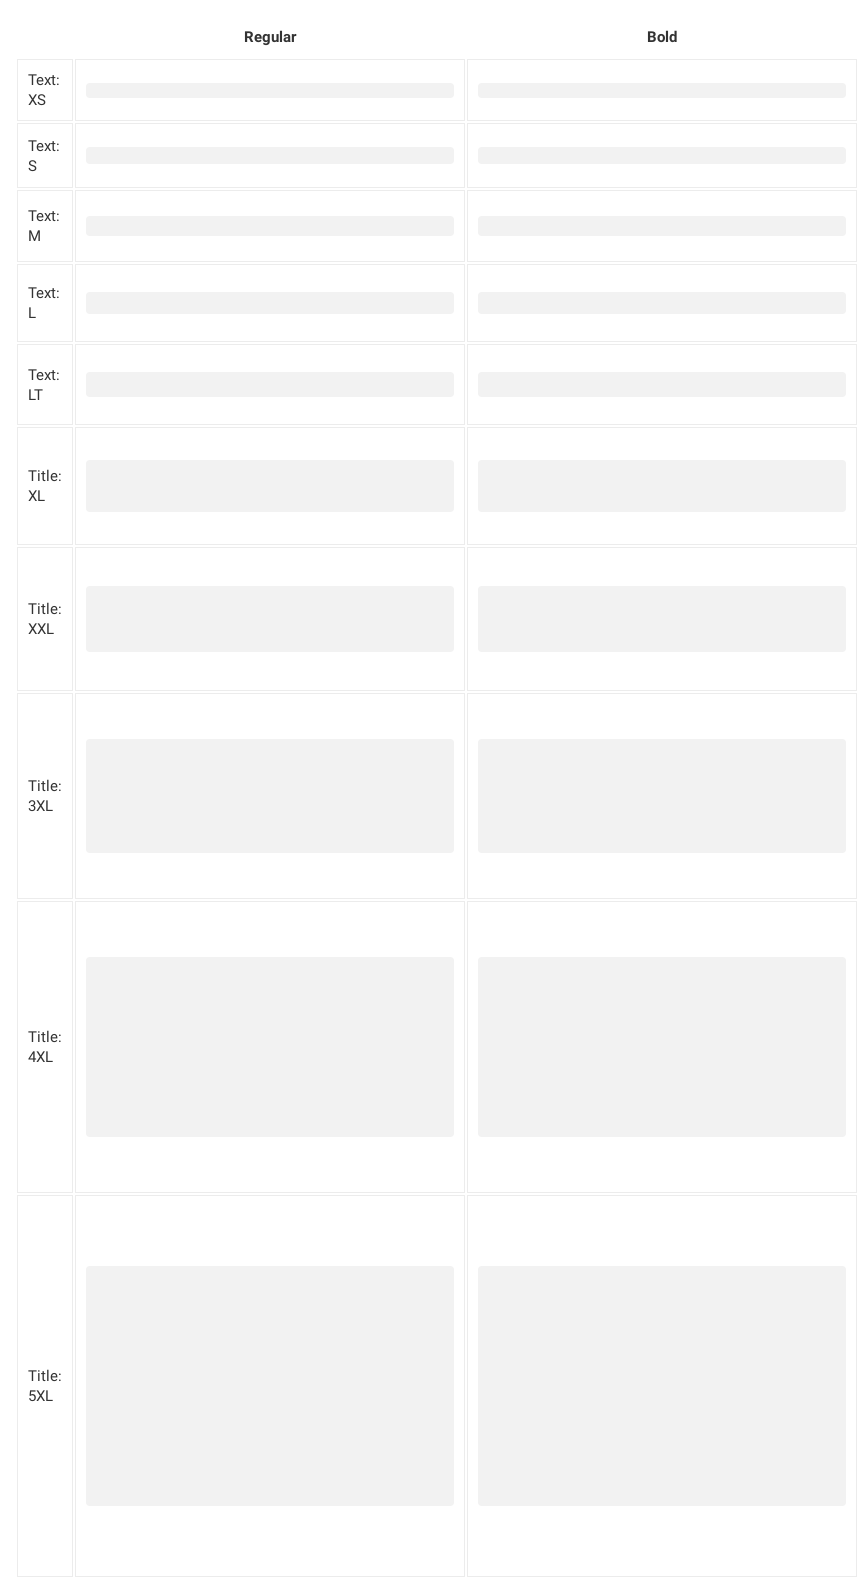 Regular Bold
Text:
XS
Text:
S
Text:
M
Text:
L
Text:
LT
Title:
XL
Title:
XXL
Title:
3XL
Title:
4XL
Title:
5XL